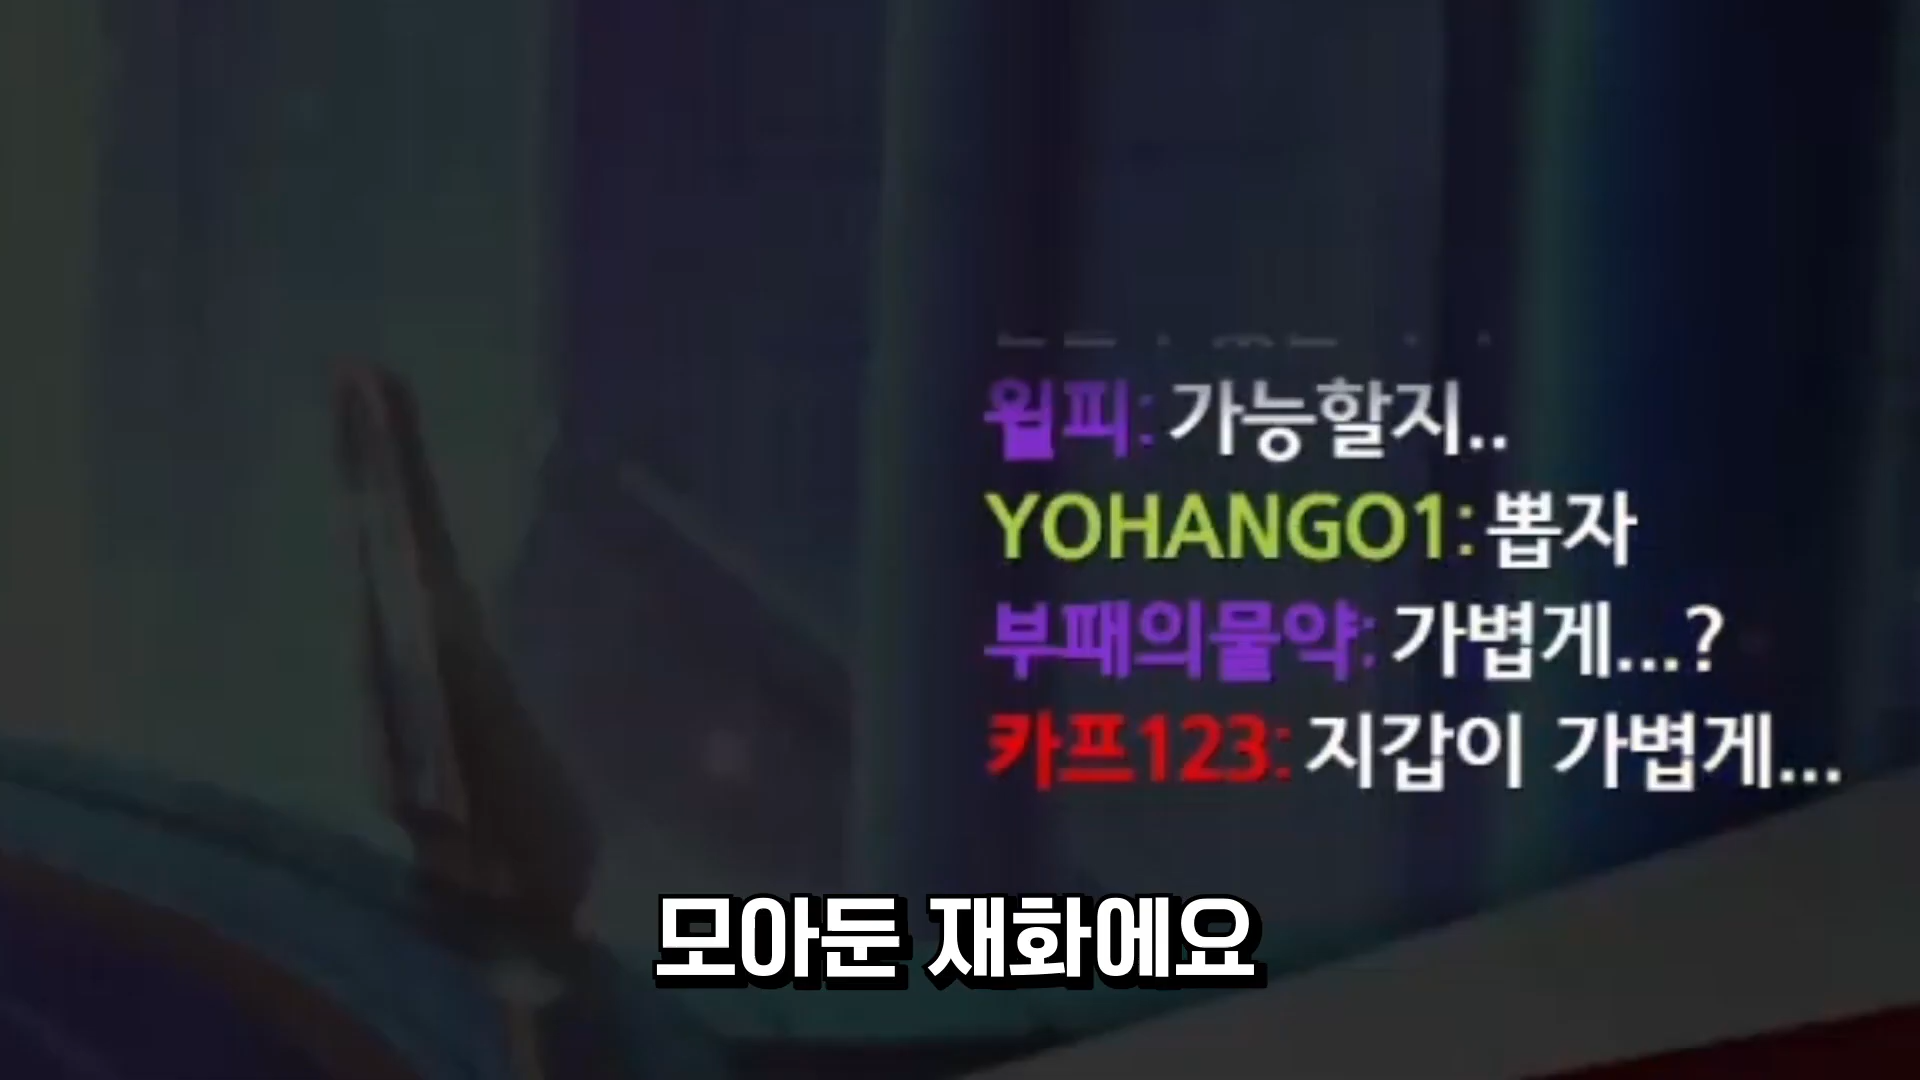 윌피: 가능할지..
YOHANGO1: 뽑자
부패의물약: 가볍게...?
카프123: 지갑이 가볍게...
모아둔 재화에요